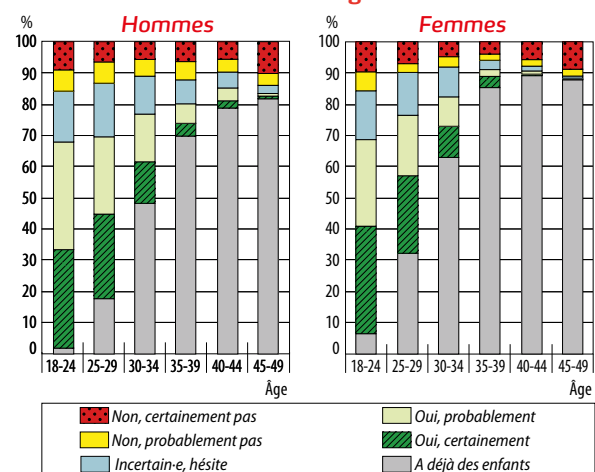 % Hommes
100
90
80
70
60
50
40
30
20
10
0
18-24 25-29 30-34 35-39 40-44 45-49
Âge
% Femmes
100
90
80
70
60
50
40
30
20
10
0
18-24 25-29 30-34 35-39 40-44 45-49
Âge
Non, certainement pas
Non, probablement pas
Incertain·e, hésite
Oui, probablement
Oui, certainement
A déjà des enfants